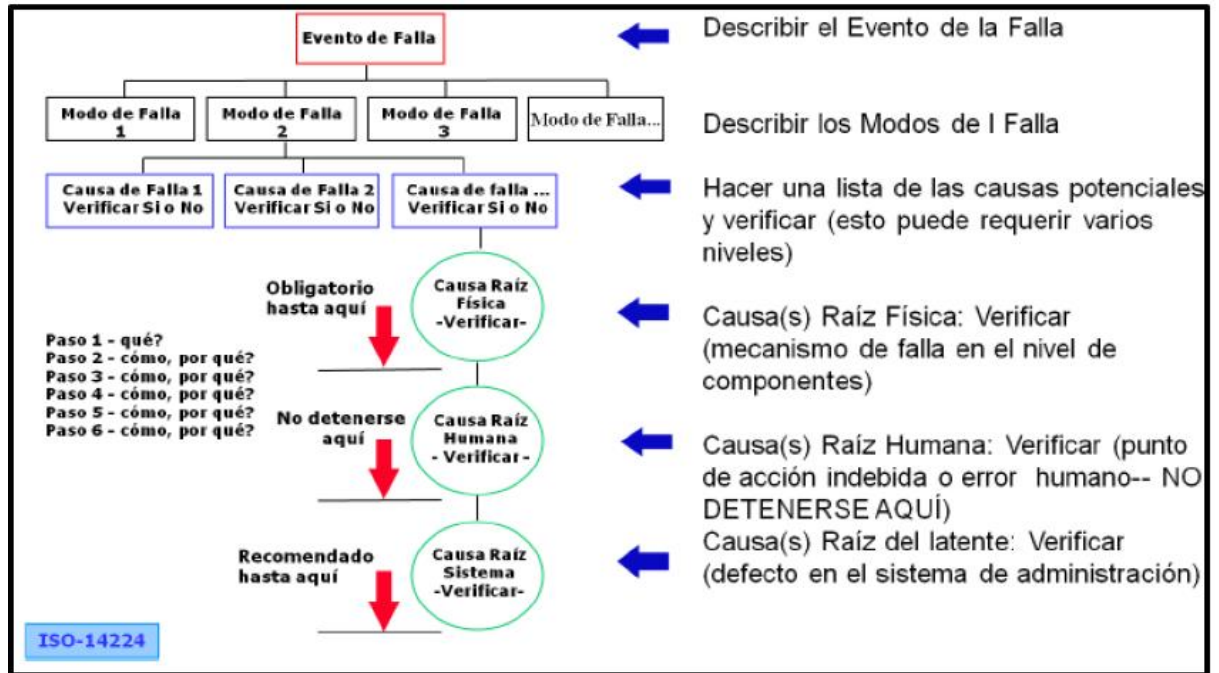 Evento de Falla
Describir el Evento de la Falla
Modo de Falla
1
Modo de Falla
2
Modo de Falla
3
Modo de Falla...
Describir los Modos de l Falla
Causa de Falla 1
Verificar Si o No
Causa de Falla 2
Verificar Si o No
Causa de falla ...
Verificar Si o No
Hacer una lista de las causas potenciales
y verificar (esto puede requerir varios
niveles)
Obligatorio
hasta aquí
Causa Raíz
Física
-Verificar-
Causa(s) Raíz Física: Verificar
(mecanismo de falla en el nivel de
componentes)
Paso 1 - qué?
Paso 2 - cómo, por qué?
Paso 3 - cómo, por qué?
Paso 4 - cómo, por qué?
Paso 5 - cómo, por qué?
Paso 6 - cómo, por qué?
No detenerse
aquí
Causa Raíz
Humana
- Verificar -
Causa(s) Raíz Humana: Verificar (punto
de acción indebida o error humano-- NO
DETENERSE AQUÍ)
Recomendado
hasta aquí
Causa Raíz
Sistema
-Verificar-
Causa(s) Raíz del latente: Verificar
(defecto en el sistema de administración)
ISO-14224